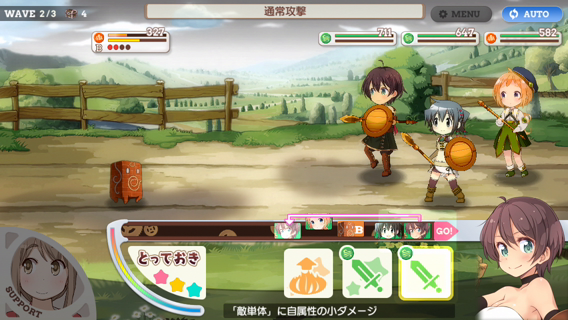 WAVE 2/3 4
通常攻撃
MENU
AUTO
327
B
711
647
582
B
GO!
とっておき
SUPPORT
「敵単体」に自属性の小ダメージ